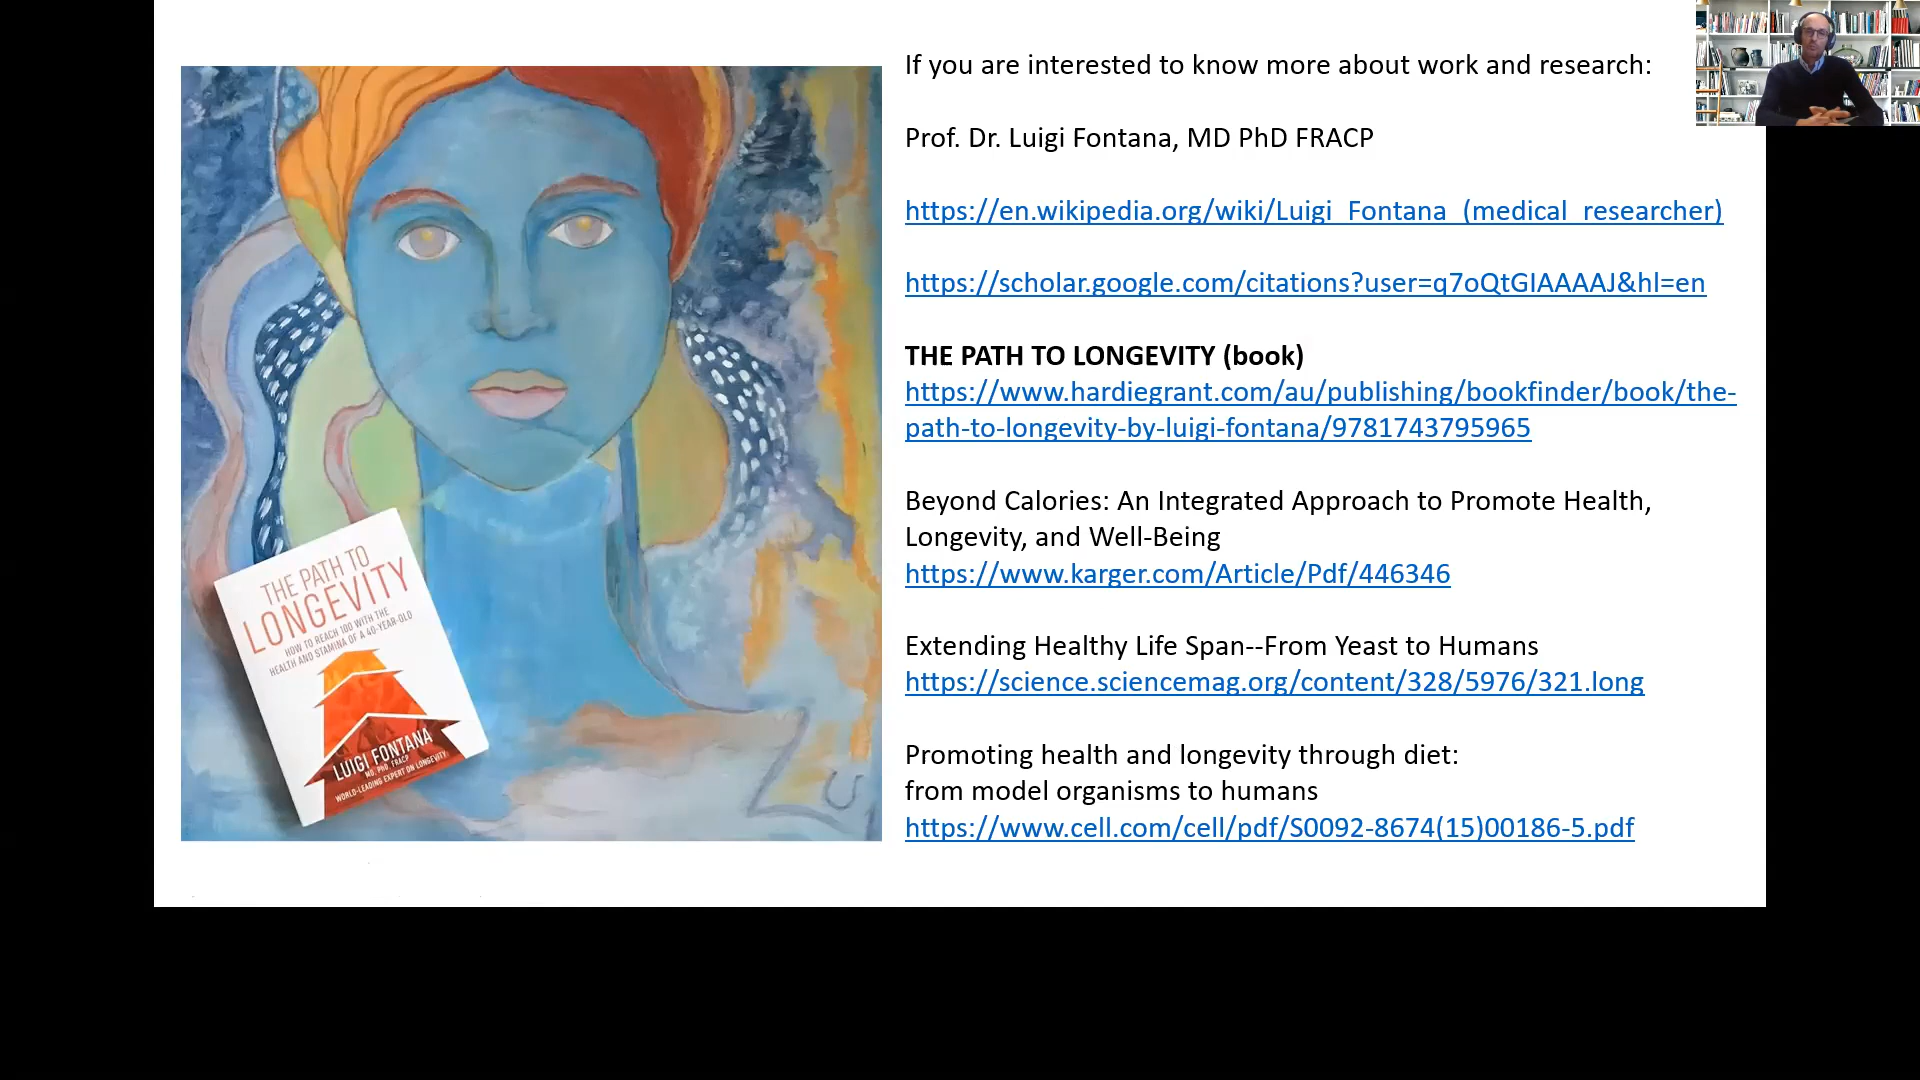 If you are interested to know more about work and research:
Prof. Dr. Luigi Fontana, MD PhD FRACP
https://en.wikipedia.org/wiki/Luigi_Fontana_(medical_researcher)
https://scholar.google.com/citations?user=q7oQtGIAAAAJ&hl=en
THE PATH TO LONGEVITY (book)
https://www.hardiegrant.com/au/publishing/bookfinder/book/the-
path-to-longevity-by-luigi-fontana/9781743795965
Beyond Calories: An Integrated Approach to Promote Health,
Longevity, and Well-Being
https://www.karger.com/Article/Pdf/446346
Extending Healthy Life Span--From Yeast to Humans
https://science.sciencemag.org/content/328/5976/321.long
Promoting health and longevity through diet:
from model organisms to humans
https://www.cell.com/cell/pdf/S0092-8674(15)00186-5.pdf
THE PATH TO
LONGEVITY
HOW TO REACH 100 WITH THE
HEALTH AND STAMINA OF A 40-YEAR-OLD
LUIGI FONTANA
MD, PhD, FRACP
WORLD-LEADING EXPERT ON LONGEVITY